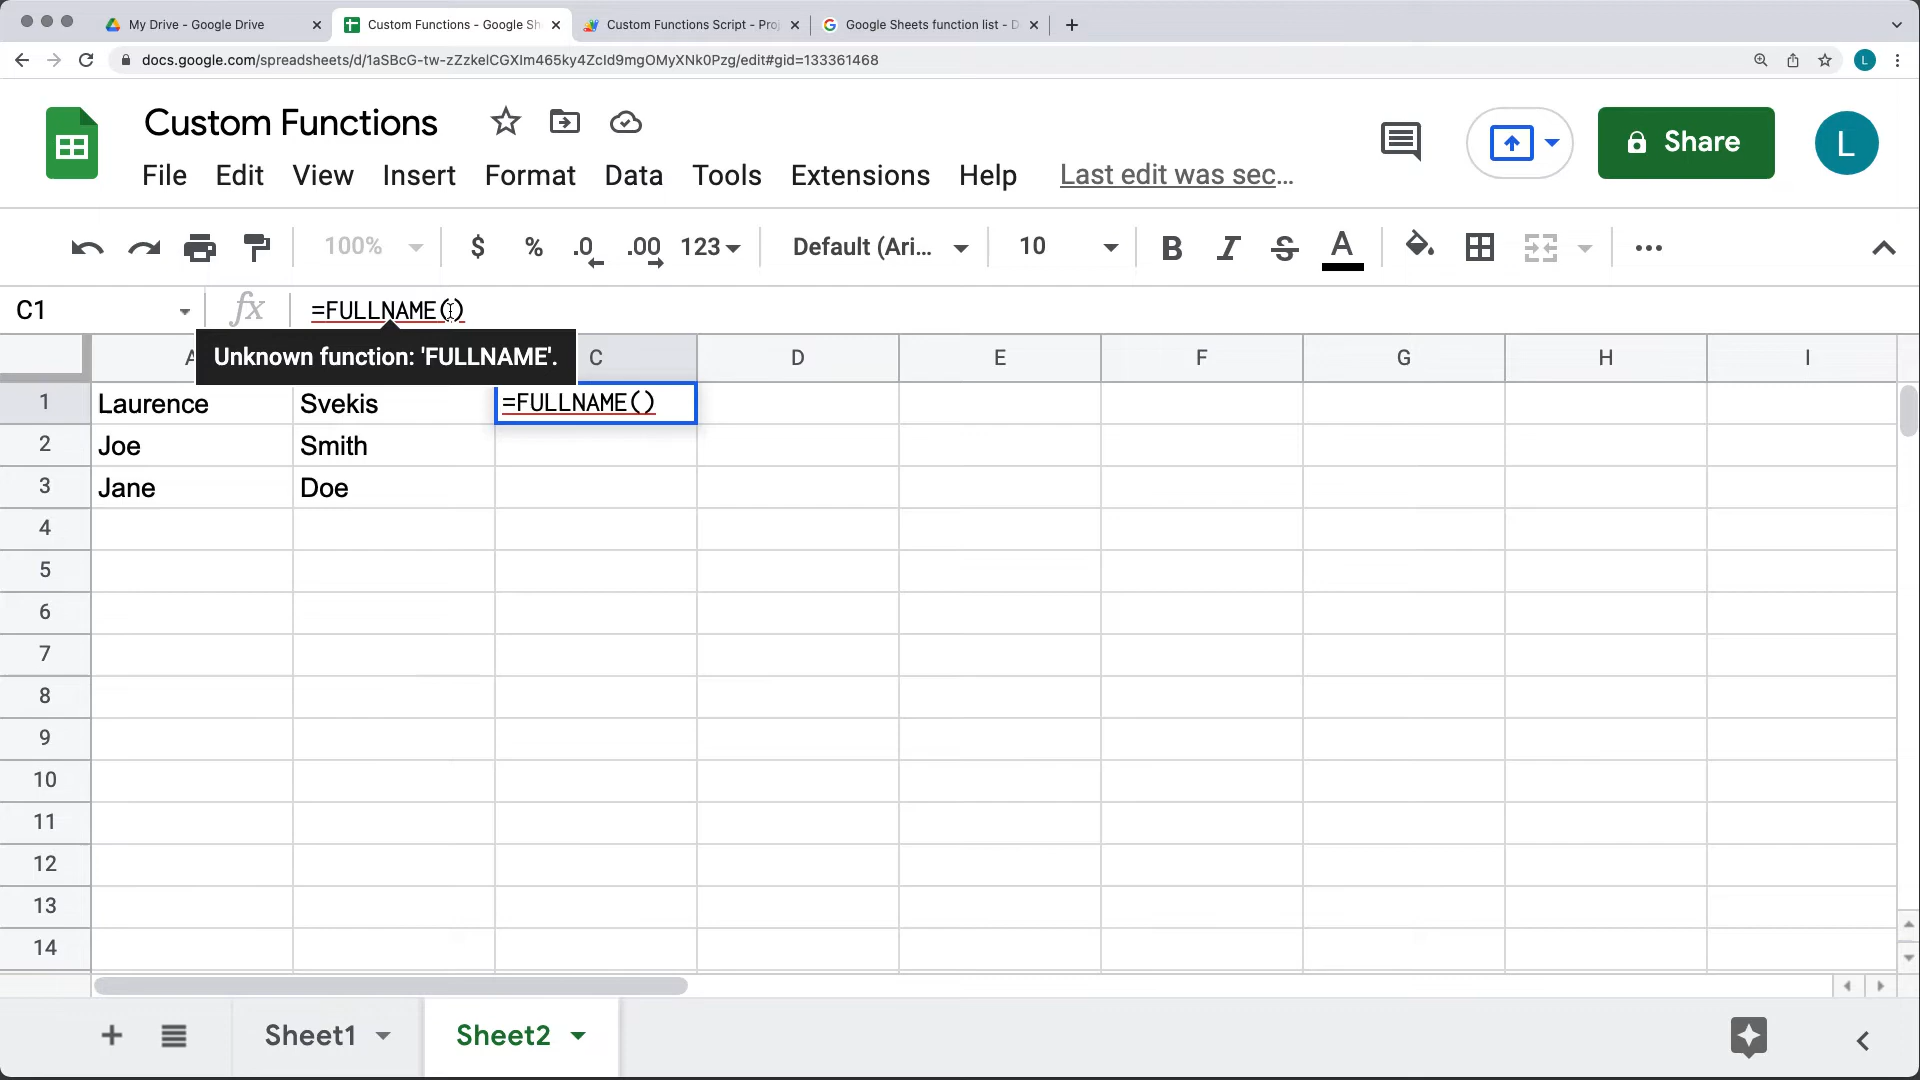 My Drive - Google Drive
Custom Functions - Google Sh
Custom Functions Script - Proj
Google Sheets function list - D
docs.google.com/spreadsheets/d/1aSBcG-tw-zZzkelCGXIm465ky4ZcId9mgOMyXNk0Pzg/edit#gid=133361468
L
Custom Functions
Share
L
File Edit View Insert Format Data Tools Extensions Help Last edit was sec...
100% $ % .0 .00 123 Default (Ari... 10 B I S A
C1 fx =FULLNAME()
Unknown function: 'FULLNAME'.
A C D E F G H I
1 Laurence Svekis =FULLNAME()
2 Joe Smith
3 Jane Doe
4
5
6
7
8
9
10
11
12
13
14
Sheet1 Sheet2